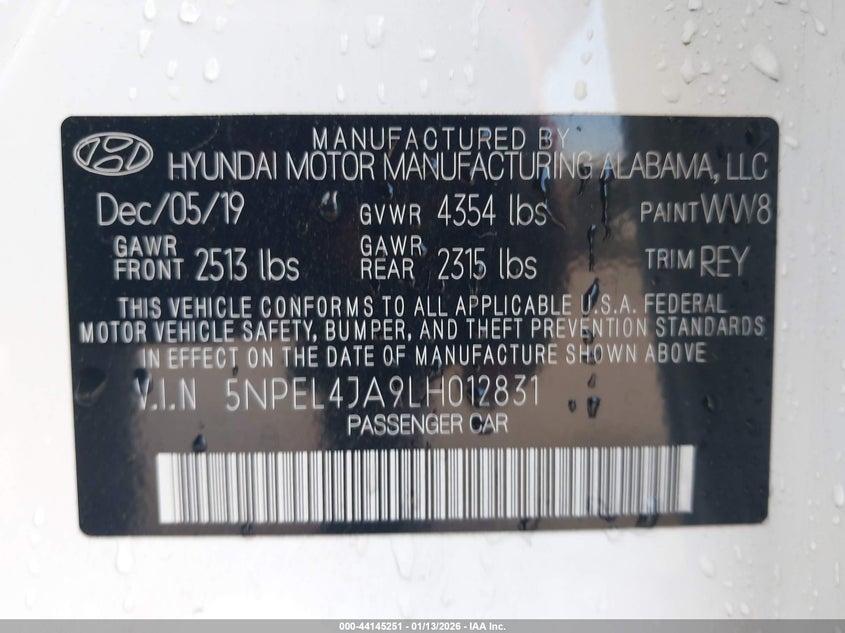 MANUFACTURED BY
HYUNDAI MOTOR MANUFACTURING ALABAMA, LLC
Dec/05/19 GVWR 4354 lbs PAINT WW8
GAWR FRONT 2513 lbs GAWR REAR 2315 lbs TRIM REY
THIS VEHICLE CONFORMS TO ALL APPLICABLE U.S.A. FEDERAL
MOTOR VEHICLE SAFETY, BUMPER, AND THEFT PREVENTION STANDARDS
IN EFFECT ON THE DATE OF MANUFACTURE SHOWN ABOVE
V.I.N 5NPEL4JA9LH012831
PASSENGER CAR
000-44145251 - 01/13/2026 - IAA Inc.